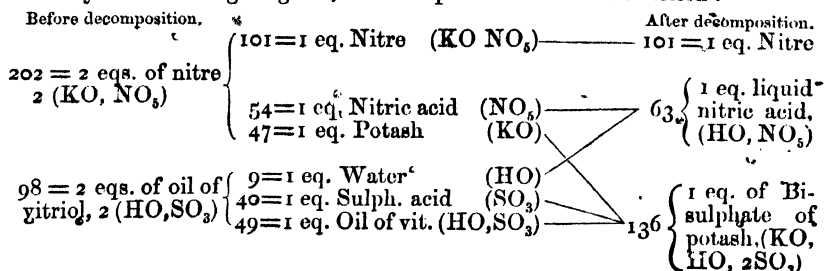 Before decomposition.
After decomposition.
101=1 eq. Nitre (KO NO₅)
101=1 eq. Nitre
202 = 2 eqs. of nitre
2 (KO, NO₅)
54=1 eq. Nitric acid (NO₅)
47=1 eq. Potash (KO)
63
1 eq. liquid
nitric acid,
(HO, NO₅)
98 = 2 eqs. of oil of
vitriol, 2 (HO,SO₃)
9=1 eq. Water (HO)
40=1 eq. Sulph. acid (SO₃)
49=1 eq. Oil of vit. (HO,SO₃)
136
1 eq. of Bi-
sulphate of
potash,(KO,
HO, 2SO₃)